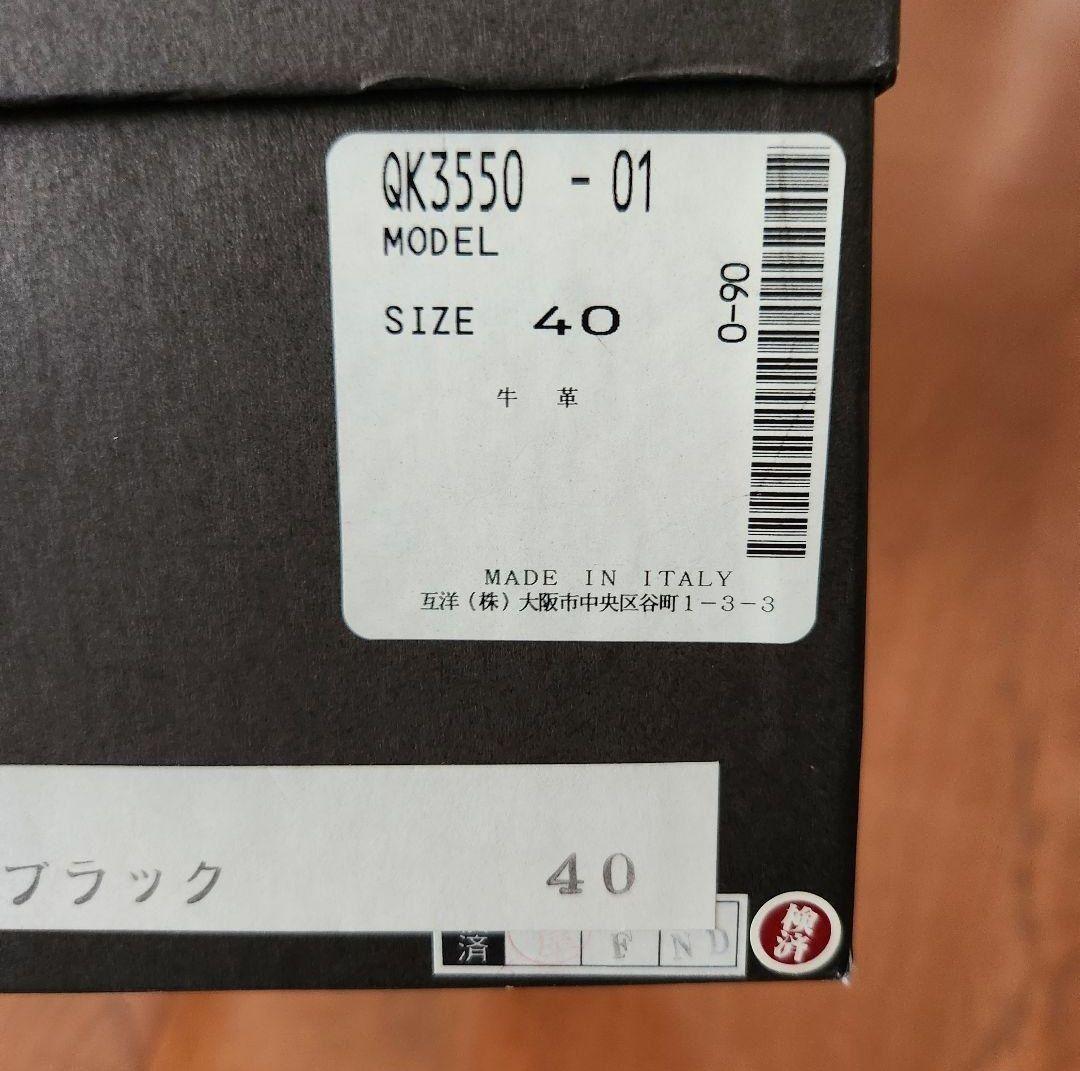 QK3550 - 01
MODEL
SIZE 40
0-90
牛 革
MADE IN ITALY
互洋(株)大阪市中央区谷町1-3-3
ブラック 40
済 F ND
検済